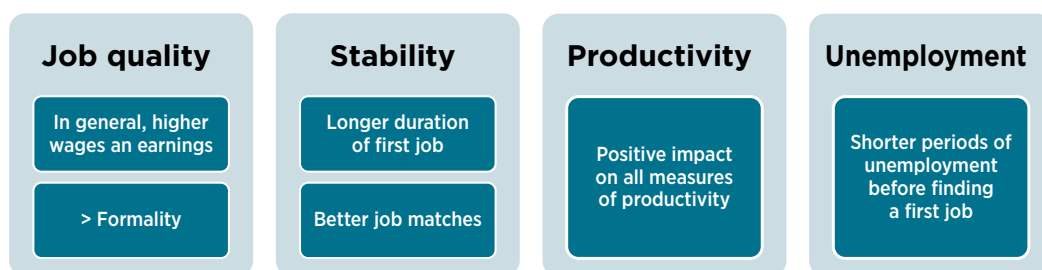 Job quality
In general, higher
wages an earnings
> Formality
Stability
Longer duration
of first job
Better job matches
Productivity
Positive impact
on all measures
of productivity
Unemployment
Shorter periods of
unemployment
before finding
a first job